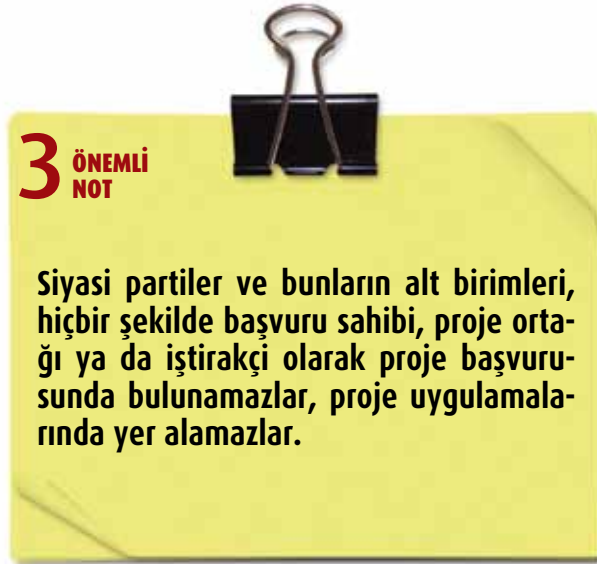 3 ÖNEMLİ
NOT
Siyasi partiler ve bunların alt birimleri,
hiçbir şekilde başvuru sahibi, proje orta-
ğı ya da iştirakçi olarak proje başvuru-
sunda bulunamazlar, proje uygulamala-
rında yer alamazlar.